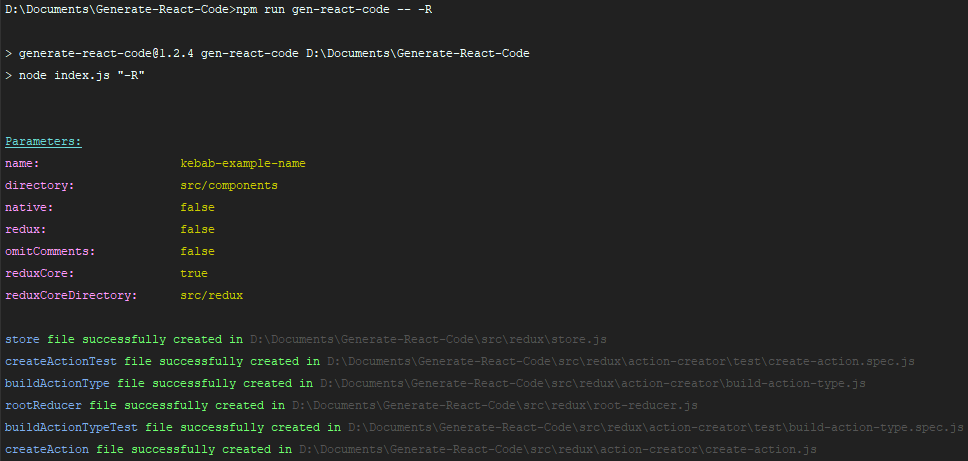 D:\Documents\Generate-React-Code>npm run gen-react-code -- -R
> generate-react-code@1.2.4 gen-react-code D:\Documents\Generate-React-Code
> node index.js "-R"
Parameters:
name: kebab-example-name
directory: src/components
native: false
redux: false
omitComments: false
reduxCore: true
reduxCoreDirectory: src/redux
store file successfully created in D:\Documents\Generate-React-Code\src\redux\store.js
createActionTest file successfully created in D:\Documents\Generate-React-Code\src\redux\action-creator\test\create-action.spec.js
buildActionType file successfully created in D:\Documents\Generate-React-Code\src\redux\action-creator\build-action-type.js
rootReducer file successfully created in D:\Documents\Generate-React-Code\src\redux\root-reducer.js
buildActionTypeTest file successfully created in D:\Documents\Generate-React-Code\src\redux\action-creator\test\build-action-type.spec.js
createAction file successfully created in D:\Documents\Generate-React-Code\src\redux\action-creator\create-action.js